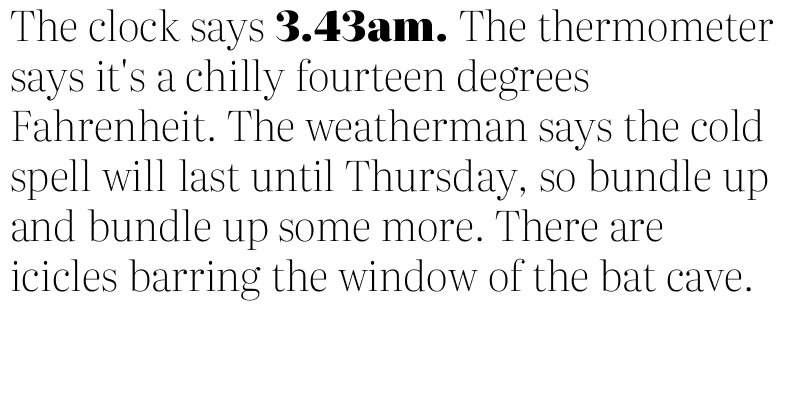 The clock says 3.43am. The thermometer
says it's a chilly fourteen degrees
Fahrenheit. The weatherman says the cold
spell will last until Thursday, so bundle up
and bundle up some more. There are
icicles barring the window of the bat cave.